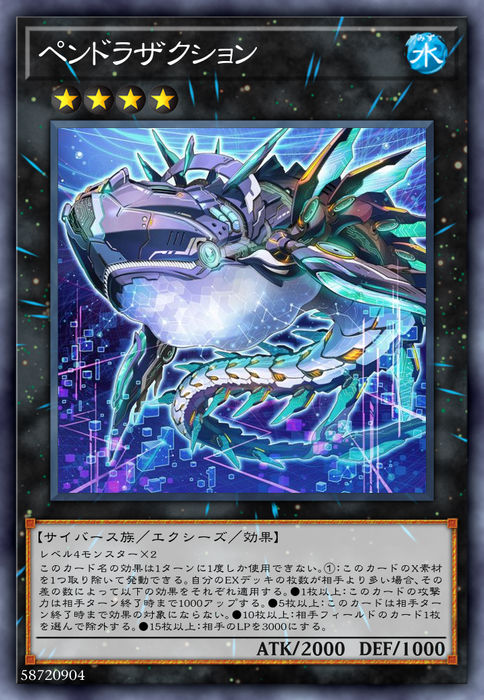 ペンドラザクション
みず
水
【サイバース族／エクシーズ／効果】
レベル4モンスター×2
このカード名の効果は1ターンに1度しか使用できない。①：このカードのX素材
を1つ取り除いて発動できる。自分のEXデッキの枚数が相手より多い場合、その
差の数によって以下の効果をそれぞれ適用する。●1枚以上：このカードの攻撃
力は相手ターン終了時まで1000アップする。●5枚以上：このカードは相手ター
ン終了時まで効果の対象にならない。●10枚以上：相手フィールドのカード1枚
を選んで除外する。●15枚以上：相手のLPを3000にする。
ATK/2000 DEF/1000
58720904